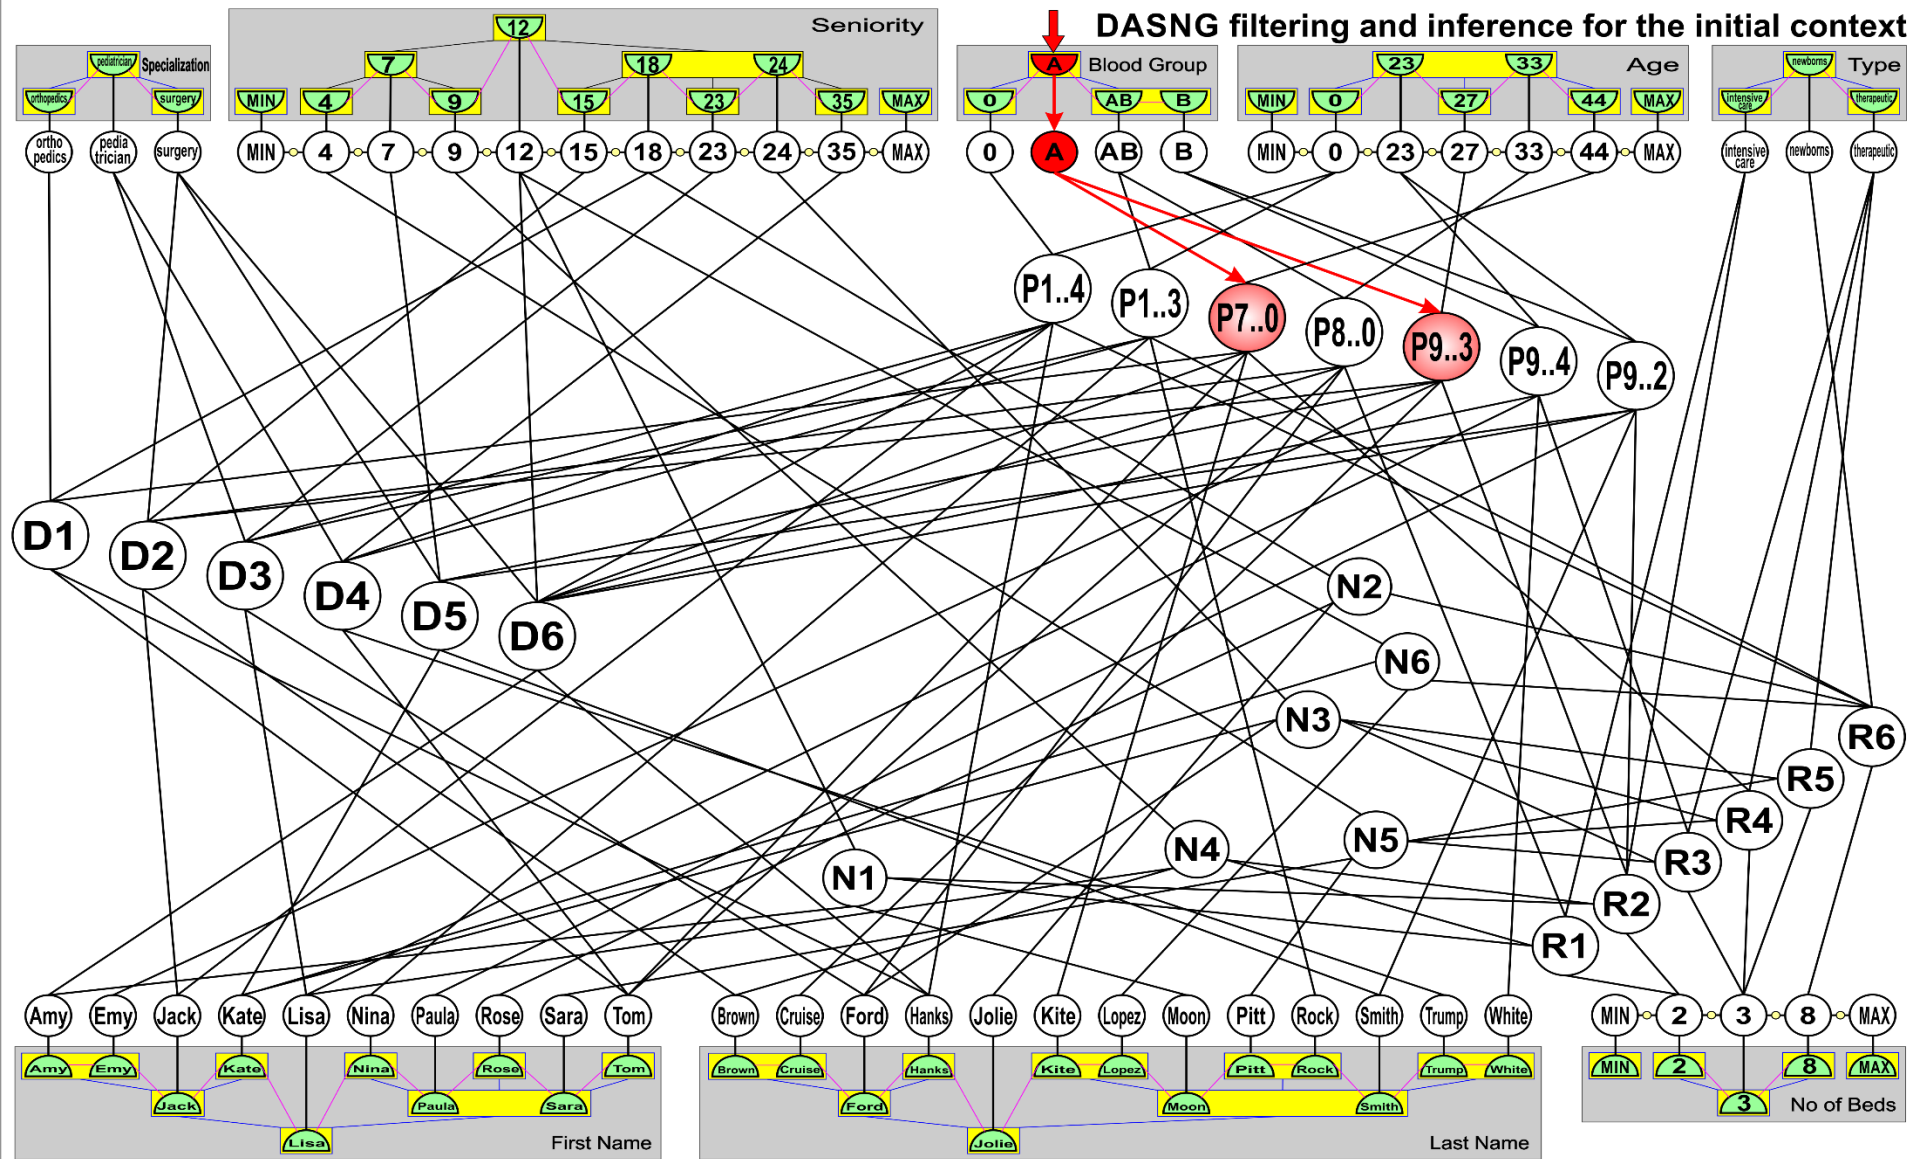 DASNG filtering and inference for the initial context
Specialization
pediatrician
orthopedics surgery
Seniority
12
7 18 24
MIN 4 9 15 23 35 MAX
Blood Group
A
0 AB B
Age
23 33
MIN 0 27 44 MAX
Type
newborns
intensive care therapeutic
ortho pedics pedia trician surgery
MIN 4 7 9 12 15 18 23 24 35 MAX
0 A AB B
MIN 0 23 27 33 44 MAX
intensive care newborns therapeutic
P1..4 P1..3 P7..0 P8..0 P9..3 P9..4 P9..2
D1 D2 D3 D4 D5 D6
N2
N6
N3
N5
N4
N1
R6
R5
R4
R3
R2
R1
Amy Emy Jack Kate Lisa Nina Paula Rose Sara Tom
Brown Cruise Ford Hanks Jolie Kite Lopez Moon Pitt Rock Smith Trump White
MIN 2 3 8 MAX
Amy Emy Kate Nina Rose Tom
Jack Paula Sara
Lisa
First Name
Brown Cruise Hanks Kite Lopez Pitt Rock Trump White
Ford Moon Smith
Jolie
Last Name
MIN 2 8 MAX
3
No of Beds